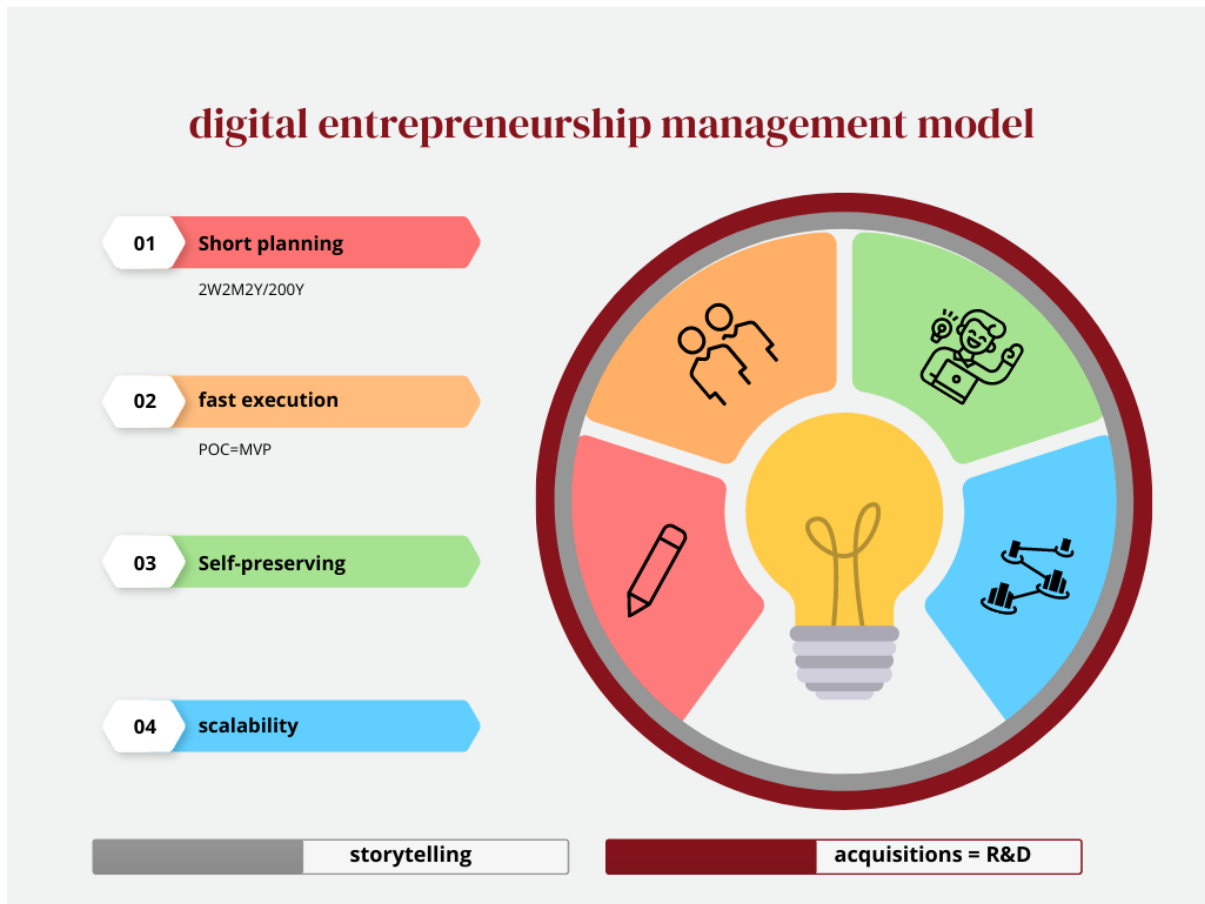 digital entrepreneurship management model
01 Short planning
2W2M2Y/200Y
02 fast execution
POC=MVP
03 Self-preserving
04 scalability
storytelling
acquisitions = R&D